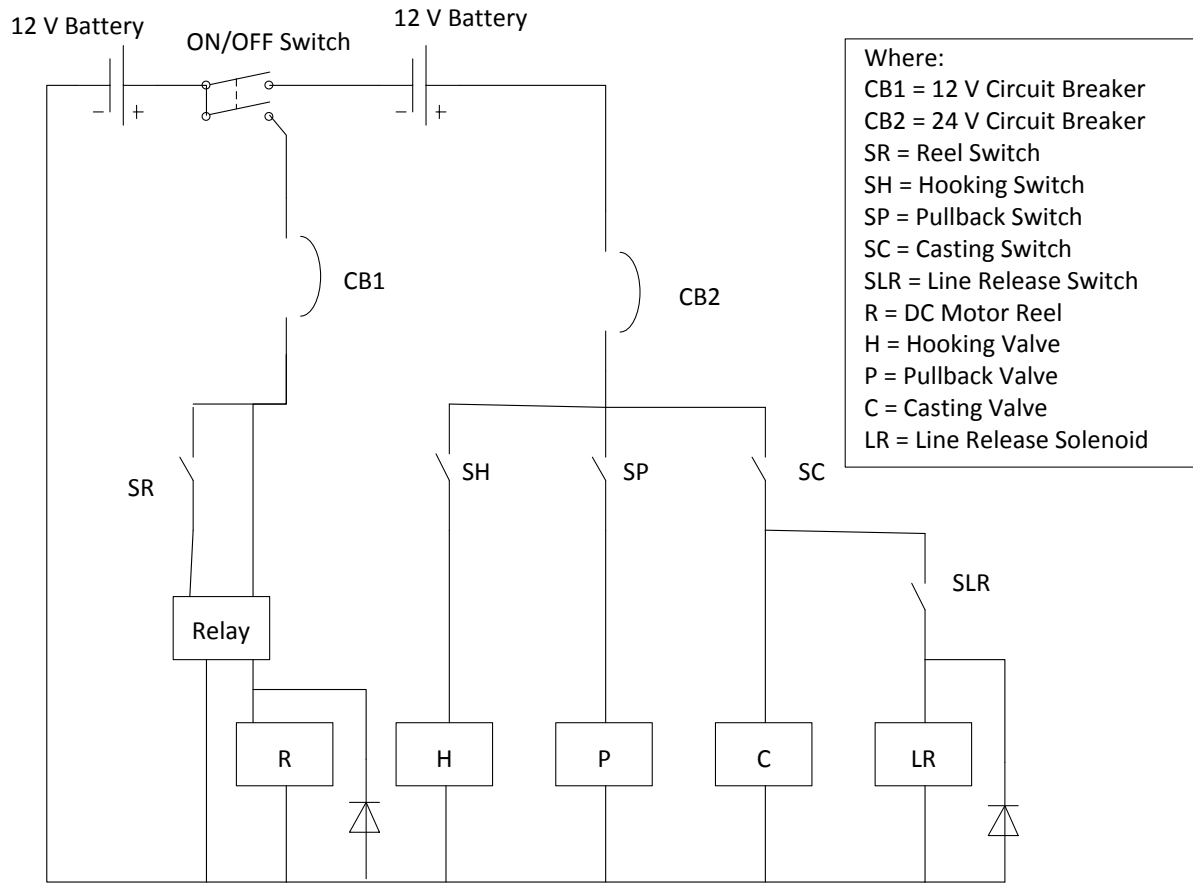 12 V Battery
12 V Battery
ON/OFF Switch
- +
- +
Where:
CB1 = 12 V Circuit Breaker
CB2 = 24 V Circuit Breaker
SR = Reel Switch
SH = Hooking Switch
SP = Pullback Switch
SC = Casting Switch
SLR = Line Release Switch
R = DC Motor Reel
H = Hooking Valve
P = Pullback Valve
C = Casting Valve
LR = Line Release Solenoid
CB1
CB2
SR
SH
SP
SC
SLR
Relay
R
H
P
C
LR